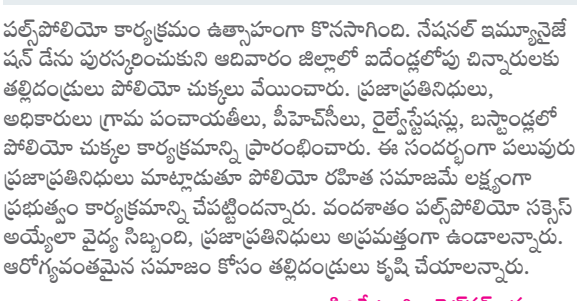 పల్స్‌పోలియో కార్యక్రమం ఉత్సాహంగా కొనసాగింది. నేషనల్ ఇమ్యూనైజే
షన్ డేను పురస్కరించుకుని ఆదివారం జిల్లాలో ఐదేండ్లలోపు చిన్నారులకు
తల్లిదండ్రులు పోలియో చుక్కలు వేయించారు. ప్రజాప్రతినిధులు,
అధికారులు గ్రామ పంచాయతీలు, పీహెచ్‌సీలు, రైల్వేస్టేషన్లు, బస్టాండ్లలో
పోలియో చుక్కల కార్యక్రమాన్ని ప్రారంభించారు. ఈ సందర్భంగా పలువురు
ప్రజాప్రతినిధులు మాట్లాడుతూ పోలియో రహిత సమాజమే లక్ష్యంగా
ప్రభుత్వం కార్యక్రమాన్ని చేపట్టిందన్నారు. వందశాతం పల్స్‌పోలియో సక్సెస్
అయ్యేలా వైద్య సిబ్బంది, ప్రజాప్రతినిధులు అప్రమత్తంగా ఉండాలన్నారు.
ఆరోగ్యవంతమైన సమాజం కోసం తల్లిదండ్రులు కృషి చేయాలన్నారు.